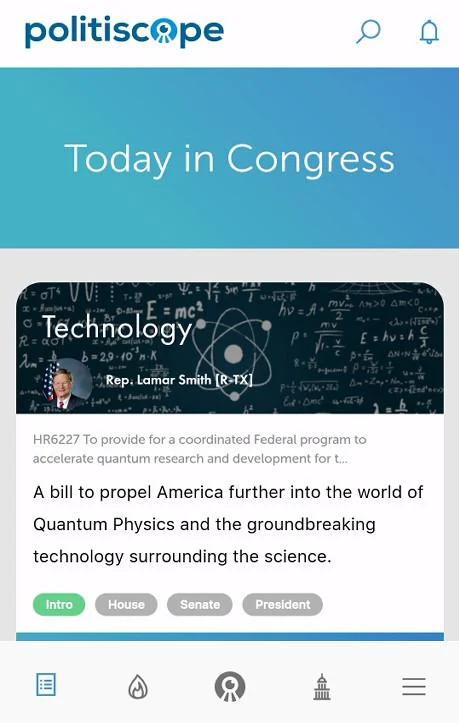 politiscope
Today in Congress
E = mc²
Technology
Rep. Lamar Smith [R-TX]
HR6227 To provide for a coordinated Federal program to
accelerate quantum research and development for t...
A bill to propel America further into the world of
Quantum Physics and the groundbreaking
technology surrounding the science.
Intro House Senate President